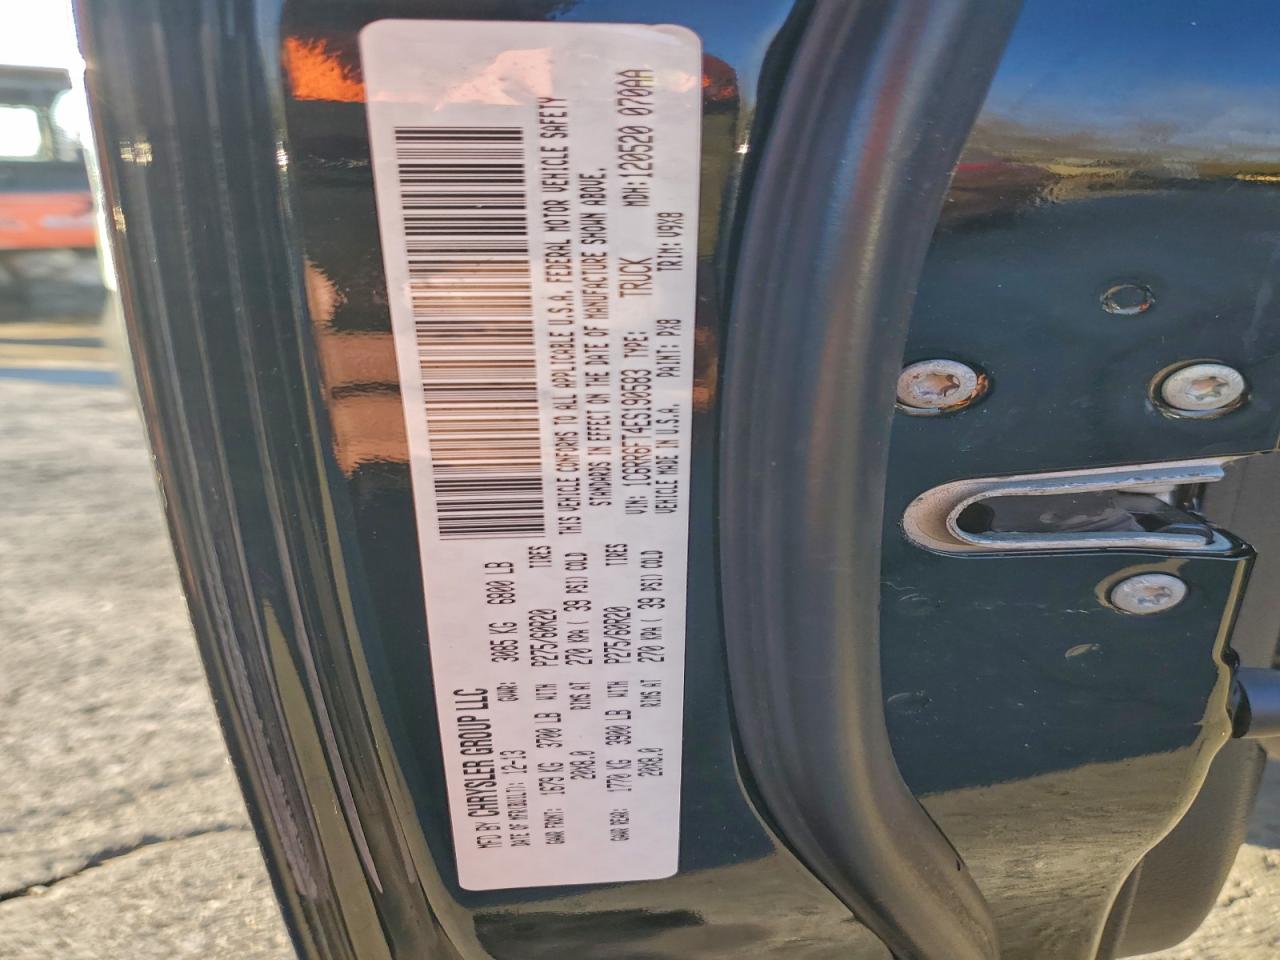 MFD BY CHRYSLER GROUP LLC
DATE OF MFR(BUILT): 12-13 GVWR: 3085 KG 6800 LB
GAWR FRONT: 1679 KG 3700 LB WITH P275/60R20 TIRES
20X8.0 RIMS AT 270 KPA ( 39 PSI) COLD
GAWR REAR: 1770 KG 3900 LB WITH P275/60R20 TIRES
20X8.0 RIMS AT 270 KPA ( 39 PSI) COLD
THIS VEHICLE CONFORMS TO ALL APPLICABLE U.S.A. FEDERAL MOTOR VEHICLE SAFETY
STANDARDS IN EFFECT ON THE DATE OF MANUFACTURE SHOWN ABOVE.
VIN: 1C6RR6FT4ES190583 TYPE: TRUCK MDH:120520 070AA
VEHICLE MADE IN U.S.A. PAINT: PX8 TRIM: V9X8